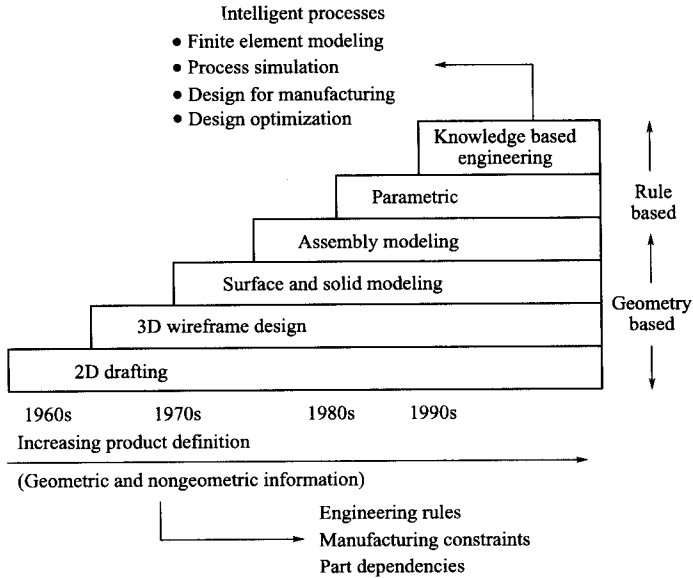 Intelligent processes
• Finite element modeling
• Process simulation
• Design for manufacturing
• Design optimization
Knowledge based
engineering
Parametric
Rule
based
Assembly modeling
Surface and solid modeling
Geometry
based
3D wireframe design
2D drafting
1960s 1970s 1980s 1990s
Increasing product definition
(Geometric and nongeometric information)
Engineering rules
Manufacturing constraints
Part dependencies